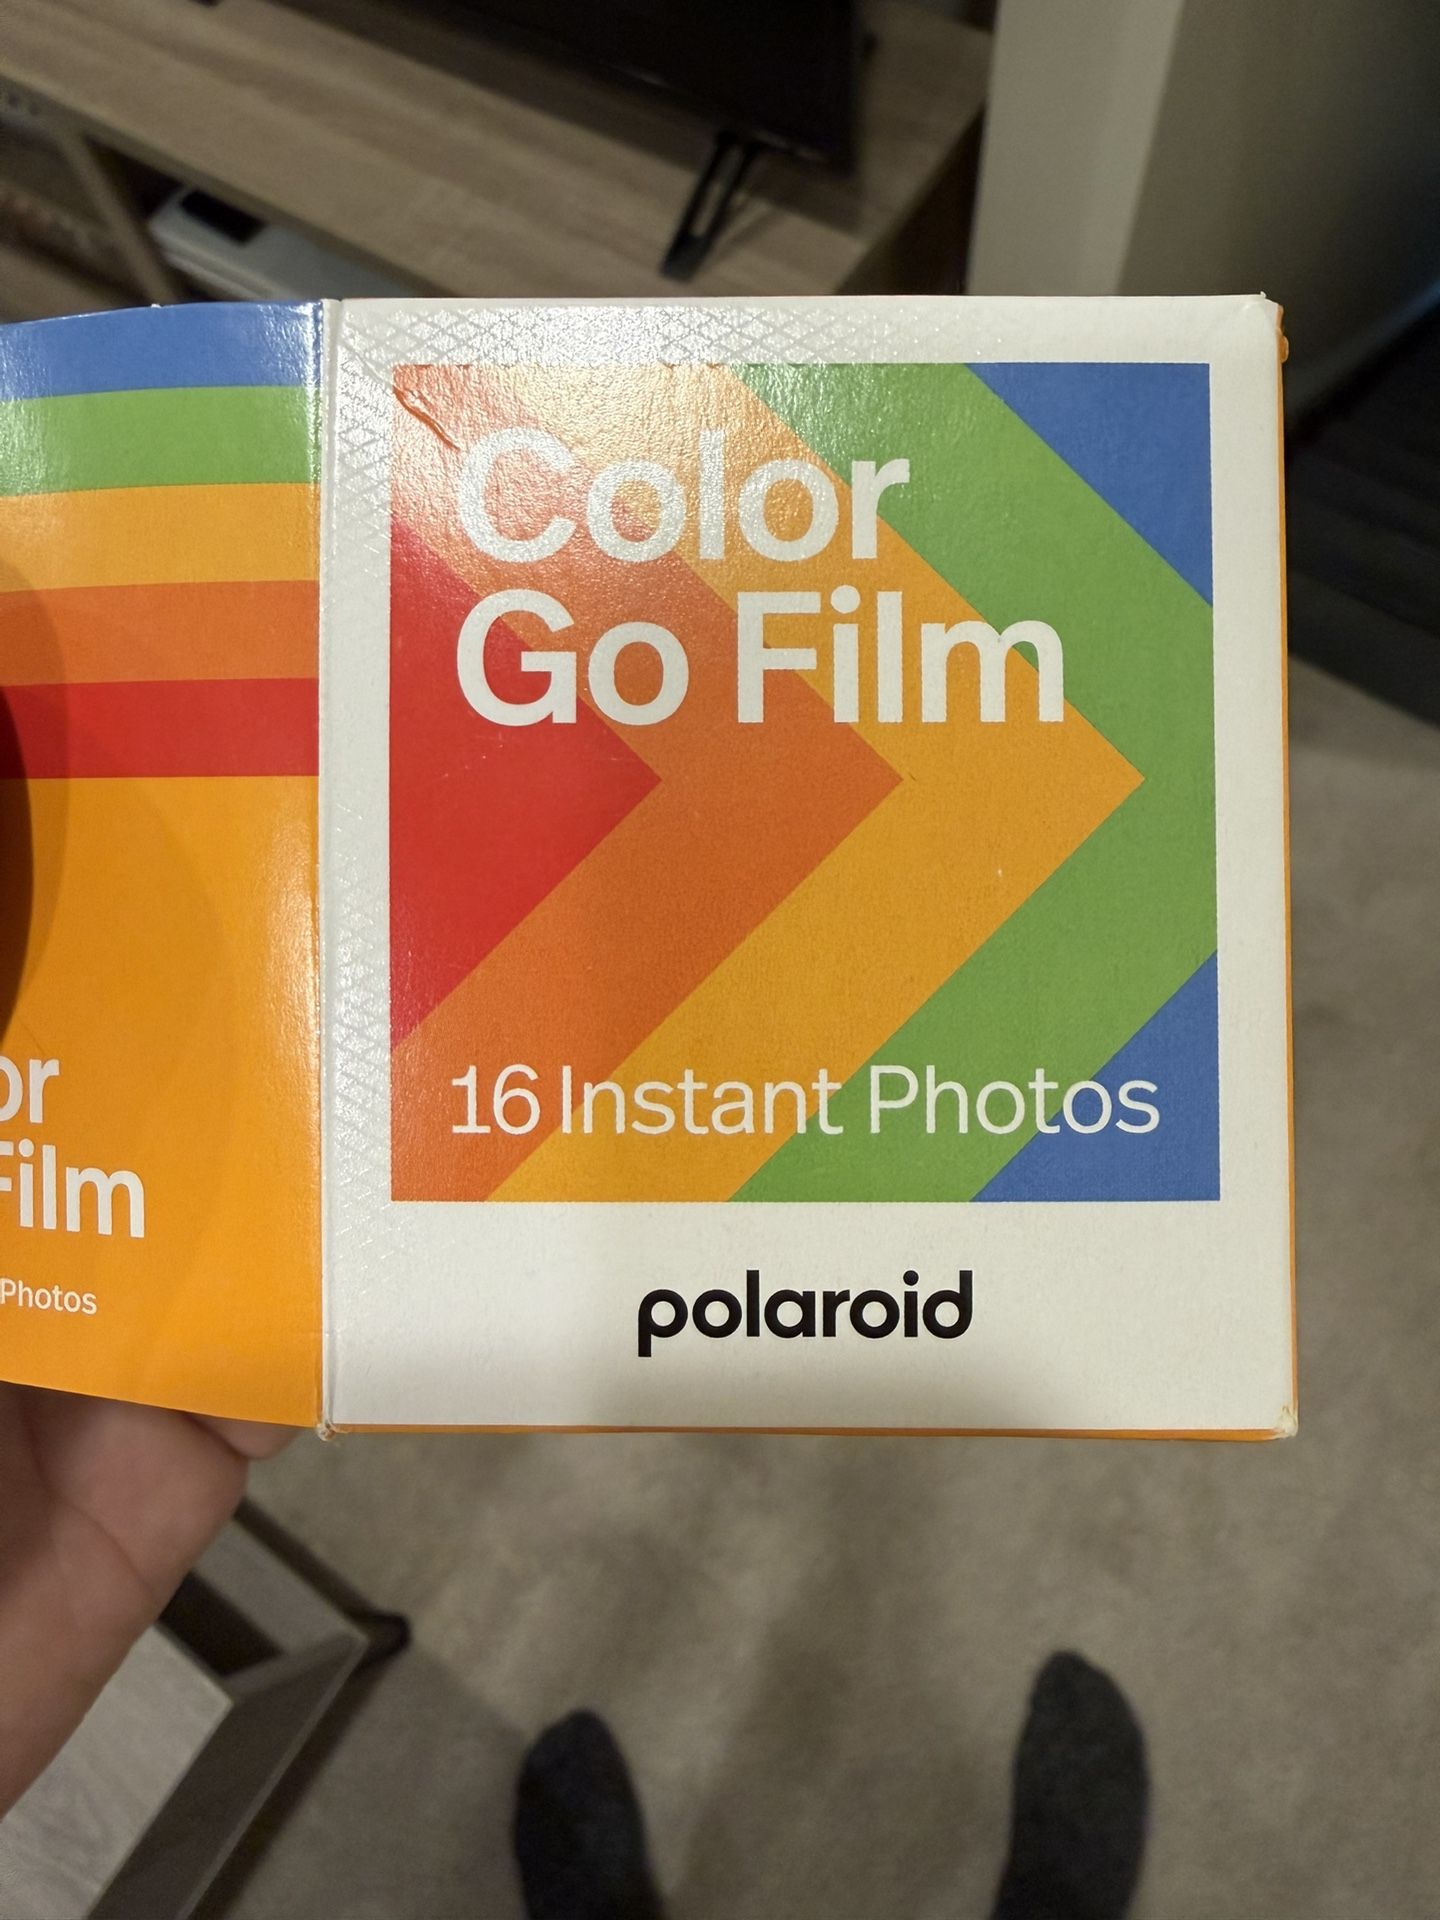 Color
Go Film
16 Instant Photos
polaroid
or
Film
Photos